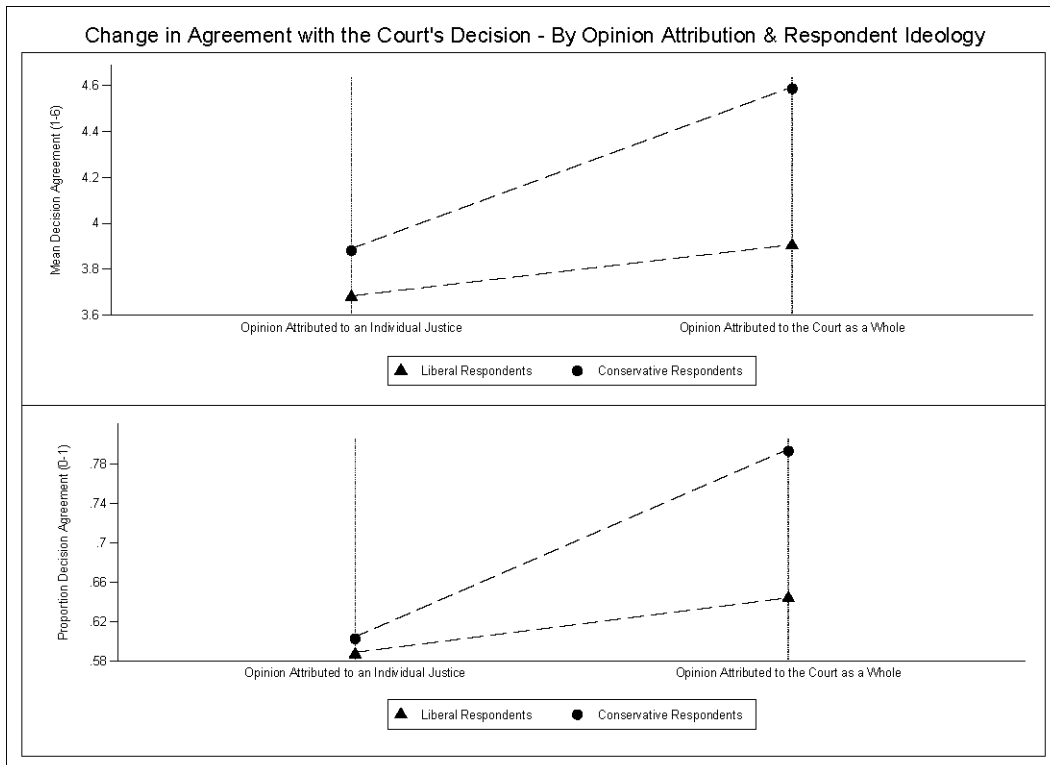 Change in Agreement with the Court's Decision - By Opinion Attribution & Respondent Ideology
Mean Decision Agreement (1-6)
4.6
4.4
4.2
4
3.8
3.6
Opinion Attributed to an Individual Justice
Opinion Attributed to the Court as a Whole
Liberal Respondents
Conservative Respondents
Proportion Decision Agreement (0-1)
.78
.74
.7
.66
.62
.58
Opinion Attributed to an Individual Justice
Opinion Attributed to the Court as a Whole
Liberal Respondents
Conservative Respondents